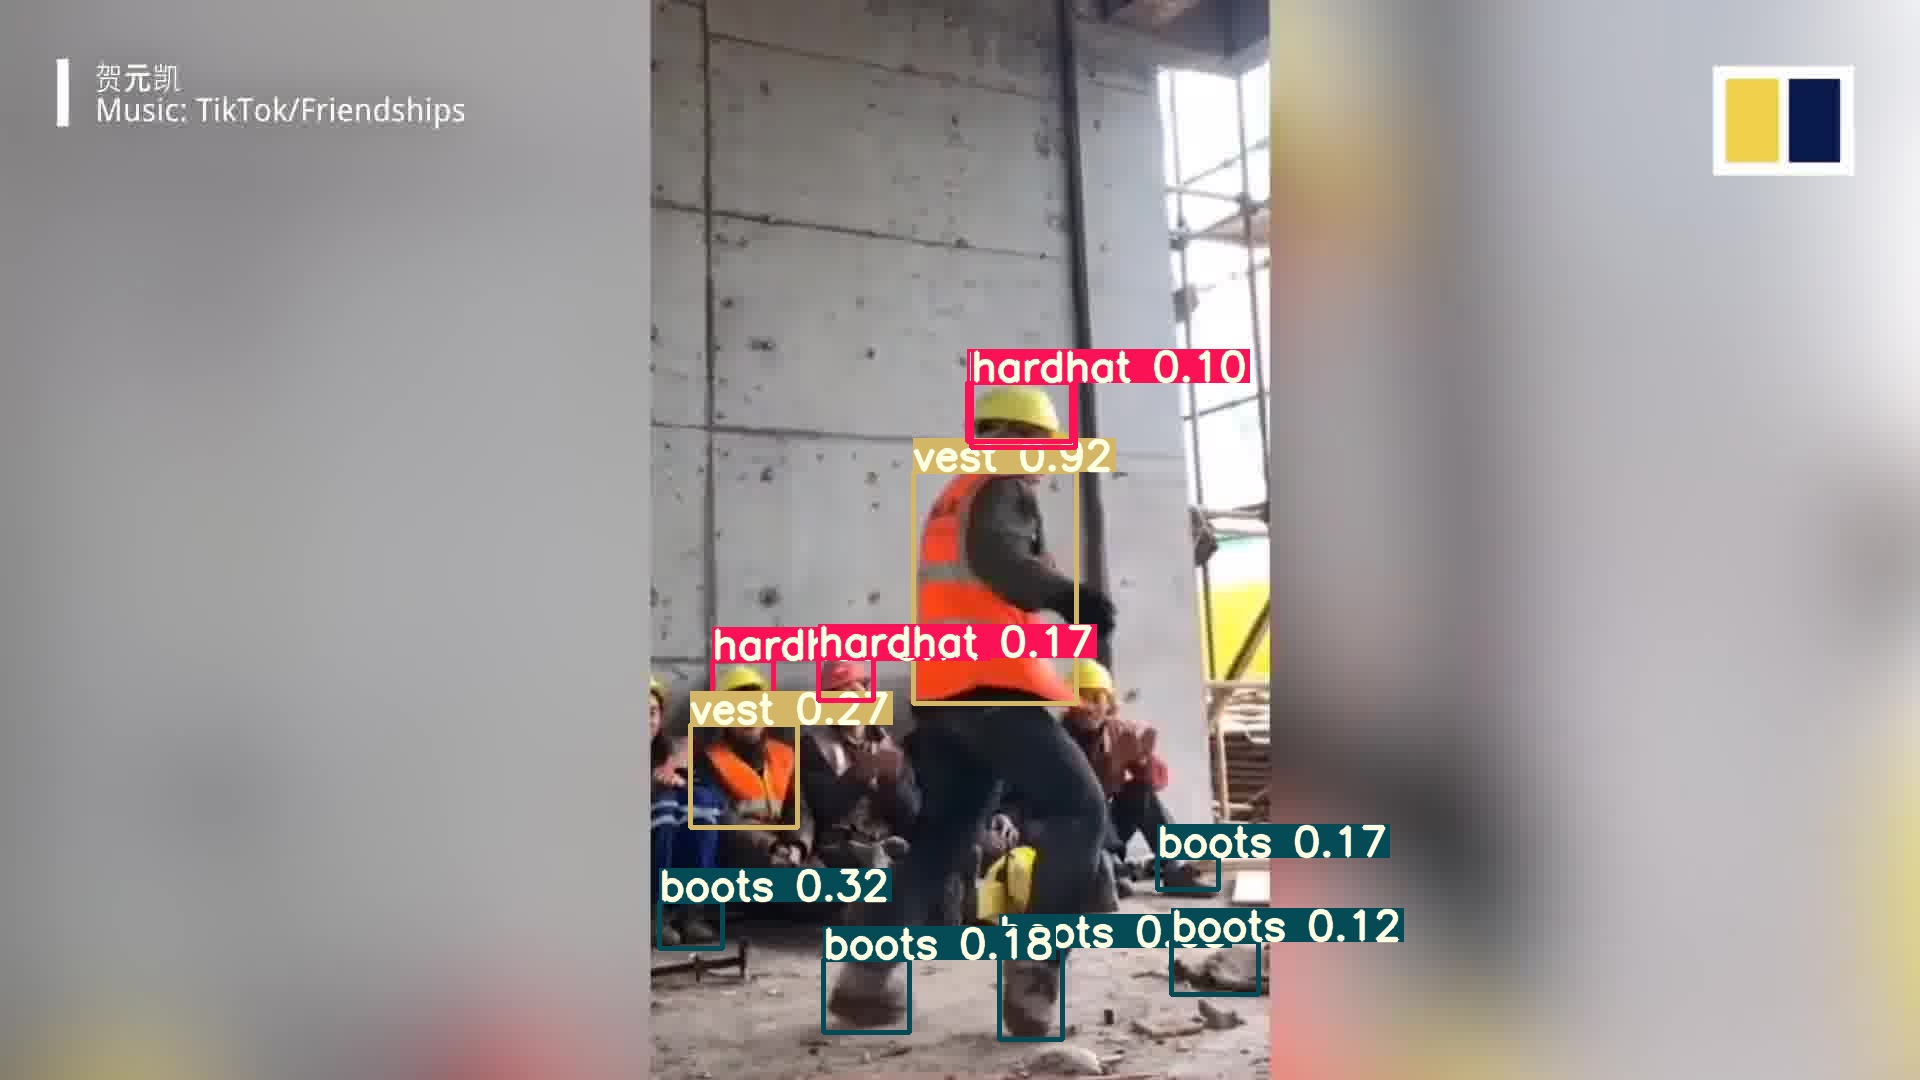 贺元凯
Music: TikTok/Friendships
hardhat 0.10
vest 0.92
hardhat 0.17
vest 0.27
boots 0.17
boots 0.32
boots 0.12
boots 0.18